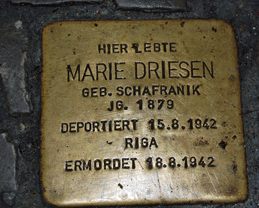 HIER LEBTE
MARIE DRIESEN
GEB. SCHAFRANIK
JG. 1879
DEPORTIERT 15.8.1942
RIGA
ERMORDET 18.8.1942